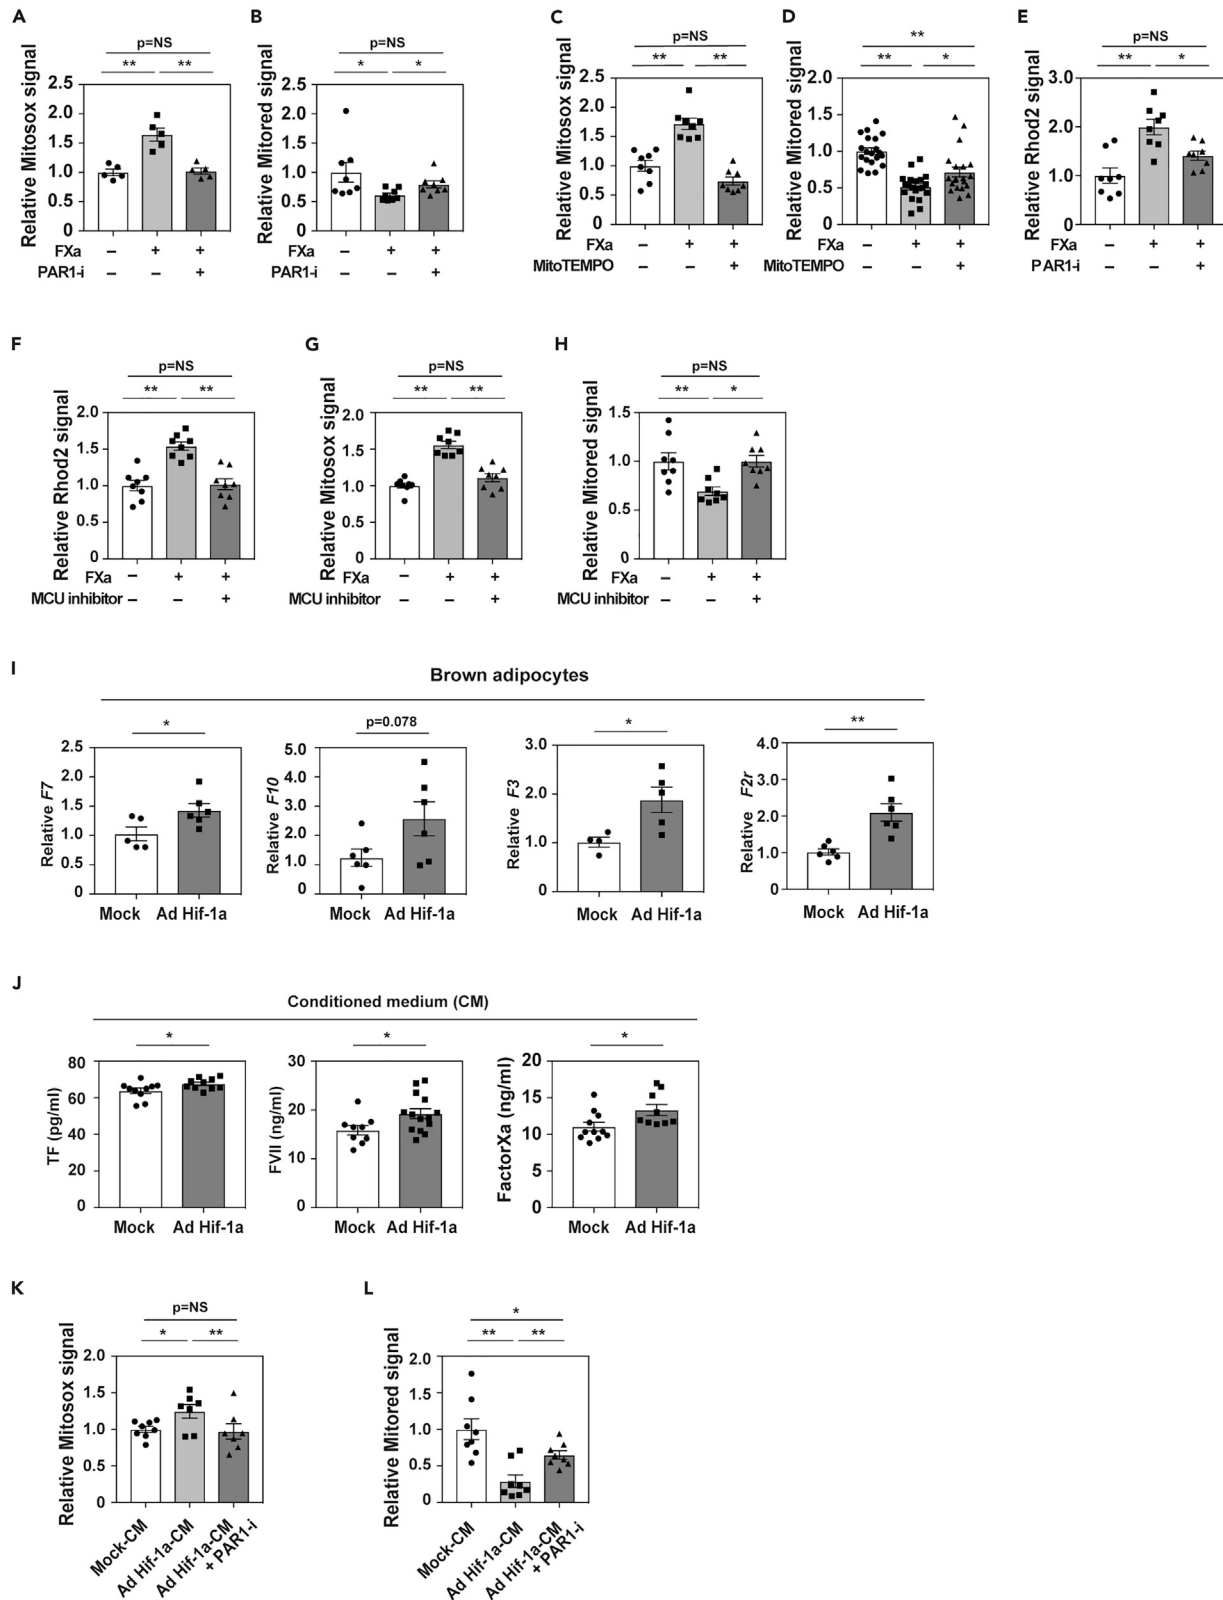 A
p=NS
** **
Relative Mitosox signal
2.5
2.0
1.5
1.0
0.5
0
FXa – + +
PAR1-i – – +
B
p=NS
* *
Relative Mitored signal
2.5
2.0
1.5
1.0
0.5
0
FXa – + +
PAR1-i – – +
C
p=NS
** **
Relative Mitosox signal
2.5
2.0
1.5
1.0
0.5
0
FXa – + +
MitoTEMPO – – +
D
**
** *
Relative Mitored signal
2.0
1.5
1.0
0.5
0
FXa – + +
MitoTEMPO – – +
E
p=NS
** *
Relative Rhod2 signal
3.0
2.0
1.0
0
FXa – + +
PAR1-i – – +
F
p=NS
** **
Relative Rhod2 signal
2.0
1.5
1.0
0.5
0
FXa – + +
MCU inhibitor – – +
G
p=NS
** **
Relative Mitosox signal
2.0
1.5
1.0
0.5
0
FXa – + +
MCU inhibitor – – +
H
p=NS
** *
Relative Mitored signal
1.5
1.0
0.5
0
FXa – + +
MCU inhibitor – – +
I
Brown adipocytes
*
Relative F7
2.5
2.0
1.5
1.0
0.5
0
Mock Ad Hif-1a
p=0.078
Relative F10
5.0
4.0
3.0
2.0
1.0
0
Mock Ad Hif-1a
*
Relative F3
3.0
2.0
1.0
0
Mock Ad Hif-1a
**
Relative F2r
4.0
3.0
2.0
1.0
0
Mock Ad Hif-1a
J
Conditioned medium (CM)
*
TF (pg/ml)
80
60
40
20
0
Mock Ad Hif-1a
*
FVII (ng/ml)
30
20
10
0
Mock Ad Hif-1a
*
FactorXa (ng/ml)
20
15
10
5
0
Mock Ad Hif-1a
K
p=NS
* **
Relative Mitosox signal
2.0
1.5
1.0
0.5
0
Mock-CM
Ad Hif-1a-CM
Ad Hif-1a-CM
+ PAR1-i
L
*
** **
Relative Mitored signal
2.0
1.5
1.0
0.5
0
Mock-CM
Ad Hif-1a-CM
Ad Hif-1a-CM
+ PAR1-i